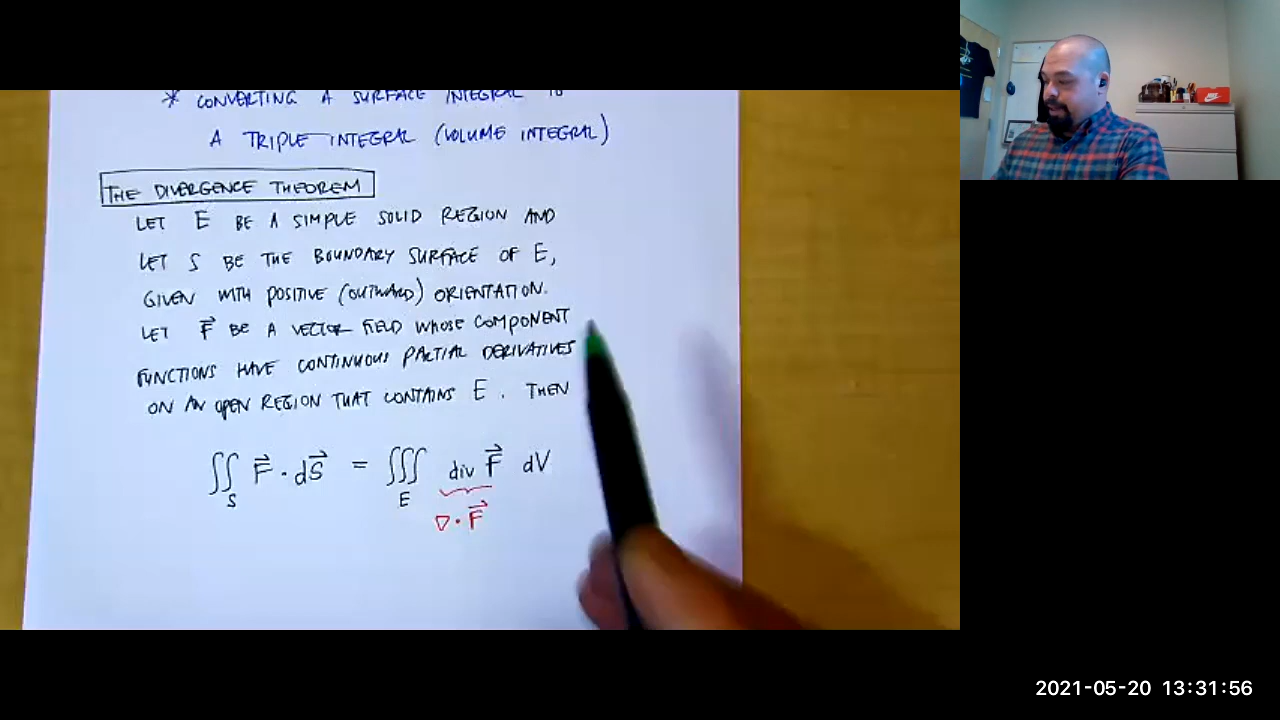 * CONVERTING A SURFACE INTEGRAL TO
A TRIPLE INTEGRAL (VOLUME INTEGRAL)
THE DIVERGENCE THEOREM
LET E BE A SIMPLE SOLID REGION AND
LET S BE THE BOUNDARY SURFACE OF E,
GIVEN WITH POSITIVE (OUTWARD) ORIENTATION.
LET F⃗ BE A VECTOR FIELD WHOSE COMPONENT
FUNCTIONS HAVE CONTINUOUS PARTIAL DERIVATIVES
ON AN OPEN REGION THAT CONTAINS E. THEN
∬_S F⃗ · dS⃗ = ∭_E div F⃗ dV
∇ · F⃗
2021-05-20 13:31:56